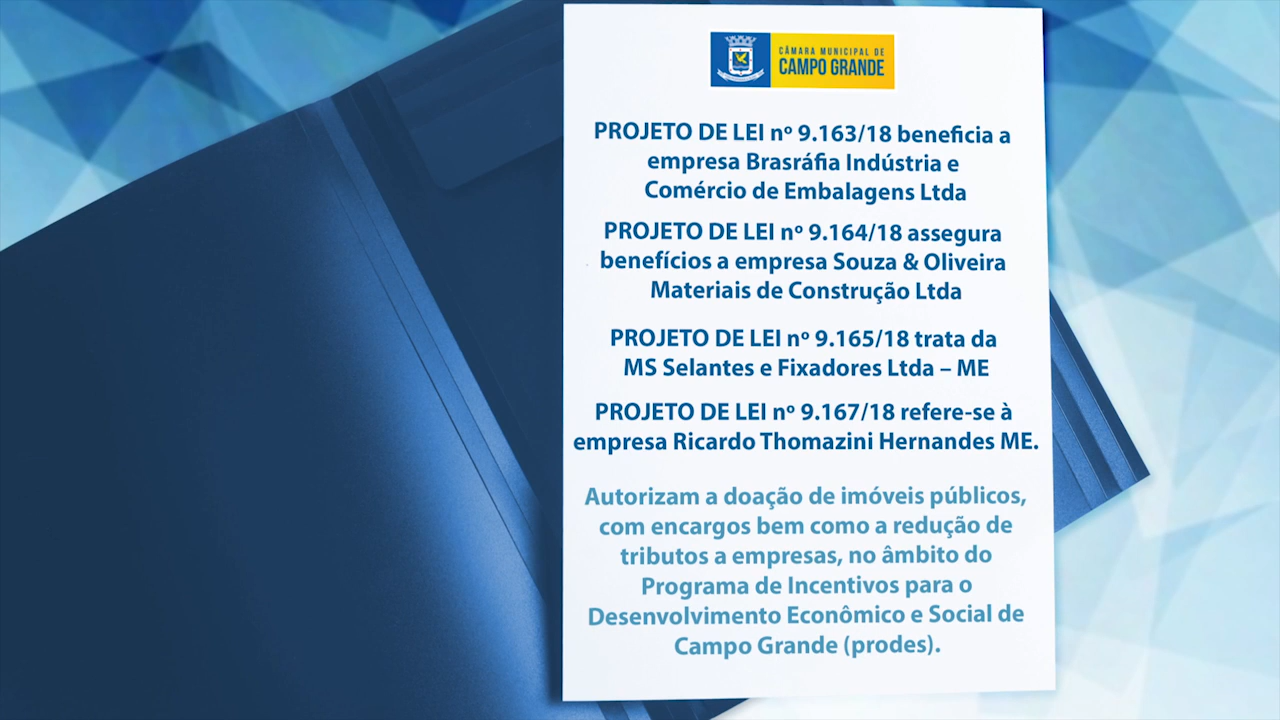 CÂMARA MUNICIPAL DE
CAMPO GRANDE
PROJETO DE LEI nº 9.163/18 beneficia a
empresa Brasráfia Indústria e
Comércio de Embalagens Ltda
PROJETO DE LEI nº 9.164/18 assegura
benefícios a empresa Souza & Oliveira
Materiais de Construção Ltda
PROJETO DE LEI nº 9.165/18 trata da
MS Selantes e Fixadores Ltda – ME
PROJETO DE LEI nº 9.167/18 refere-se à
empresa Ricardo Thomazini Hernandes ME.
Autorizam a doação de imóveis públicos,
com encargos bem como a redução de
tributos a empresas, no âmbito do
Programa de Incentivos para o
Desenvolvimento Econômico e Social de
Campo Grande (prodes).